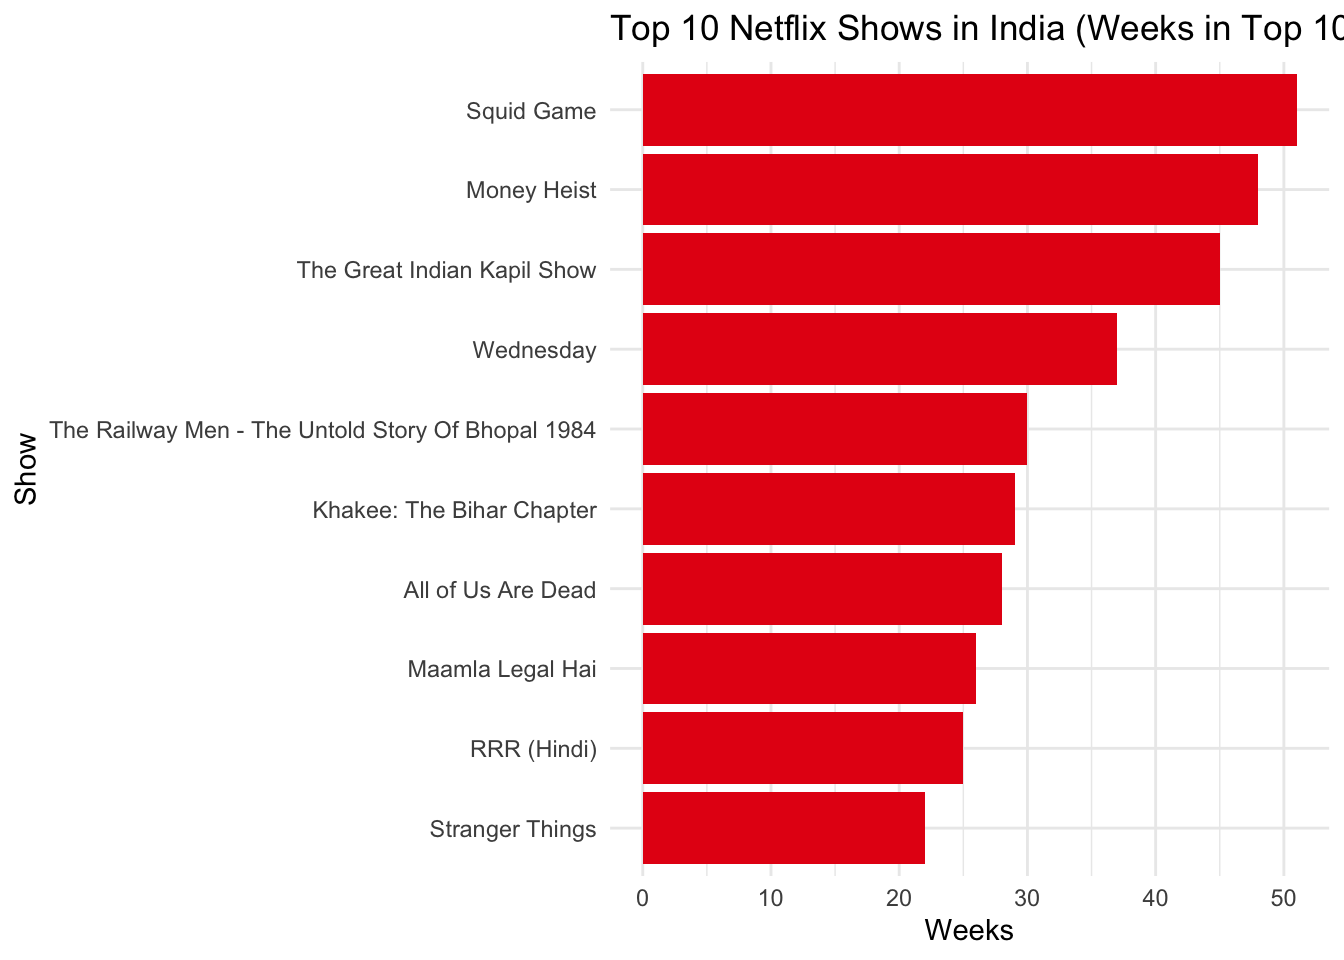 Top 10 Netflix Shows in India (Weeks in Top 10
Squid Game
Money Heist
The Great Indian Kapil Show
Wednesday
The Railway Men - The Untold Story Of Bhopal 1984
Khakee: The Bihar Chapter
All of Us Are Dead
Maamla Legal Hai
RRR (Hindi)
Stranger Things
Show
0 10 20 30 40 50
Weeks